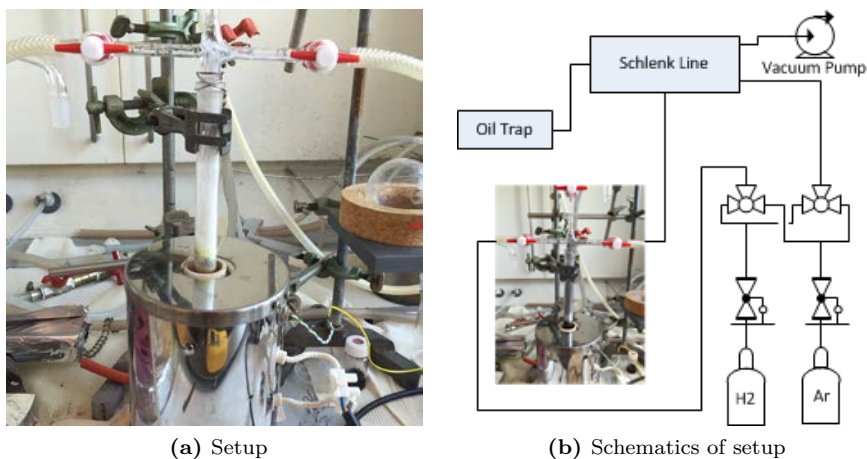 Schlenk Line
Vacuum Pump
Oil Trap
H2
Ar
(a) Setup
(b) Schematics of setup